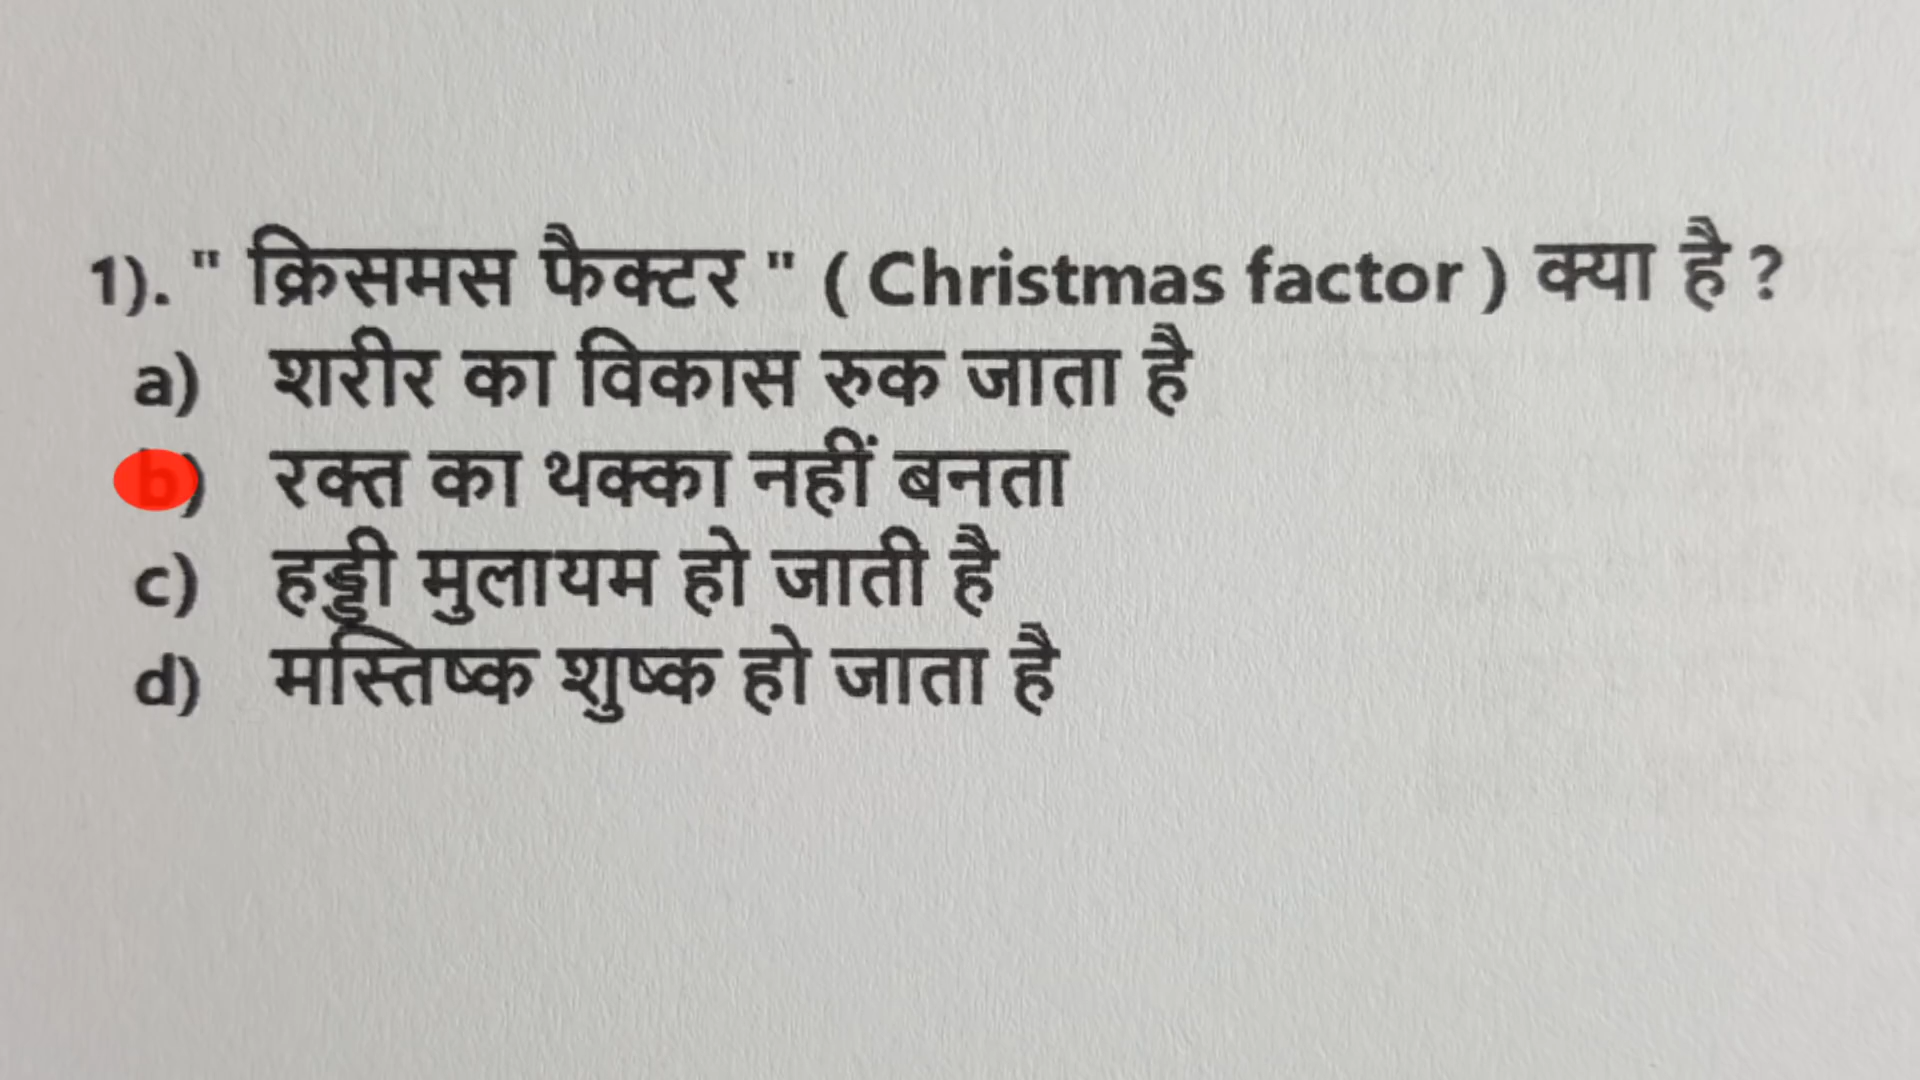 1). " क्रिसमस फैक्टर " ( Christmas factor ) क्या है ?
a) शरीर का विकास रुक जाता है
b) रक्त का थक्का नहीं बनता
c) हड्डी मुलायम हो जाती है
d) मस्तिष्क शुष्क हो जाता है